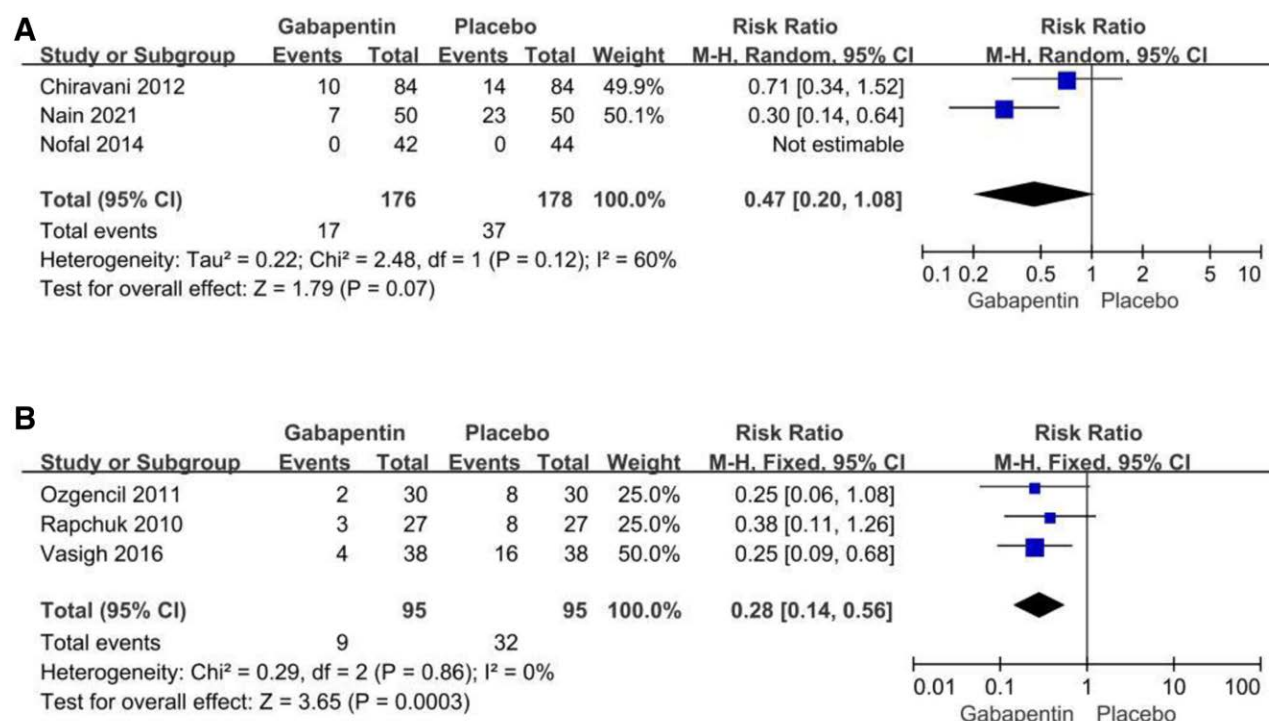 A
Gabapentin Placebo Risk Ratio Risk Ratio
Study or Subgroup Events Total Events Total Weight M-H, Random, 95% CI M-H, Random, 95% CI
Chiravani 2012 10 84 14 84 49.9% 0.71 [0.34, 1.52]
Nain 2021 7 50 23 50 50.1% 0.30 [0.14, 0.64]
Nofal 2014 0 42 0 44 Not estimable
Total (95% CI) 176 178 100.0% 0.47 [0.20, 1.08]
Total events 17 37
Heterogeneity: Tau² = 0.22; Chi² = 2.48, df = 1 (P = 0.12); I² = 60%
Test for overall effect: Z = 1.79 (P = 0.07)
0.1 0.2 0.5 1 2 5 10
Gabapentin Placebo
B
Gabapentin Placebo Risk Ratio Risk Ratio
Study or Subgroup Events Total Events Total Weight M-H, Fixed, 95% CI M-H, Fixed, 95% CI
Ozgencil 2011 2 30 8 30 25.0% 0.25 [0.06, 1.08]
Rapchuk 2010 3 27 8 27 25.0% 0.38 [0.11, 1.26]
Vasigh 2016 4 38 16 38 50.0% 0.25 [0.09, 0.68]
Total (95% CI) 95 95 100.0% 0.28 [0.14, 0.56]
Total events 9 32
Heterogeneity: Chi² = 0.29, df = 2 (P = 0.86); I² = 0%
Test for overall effect: Z = 3.65 (P = 0.0003)
0.01 0.1 1 10 100
Gabapentin Placebo